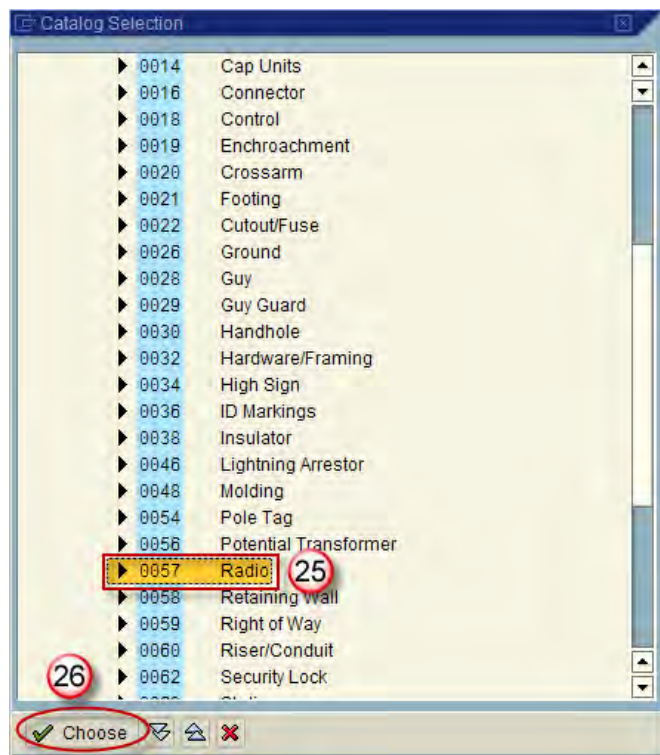 Catalog Selection
0014 Cap Units
0016 Connector
0018 Control
0019 Enchroachment
0020 Crossarm
0021 Footing
0022 Cutout/Fuse
0026 Ground
0028 Guy
0029 Guy Guard
0030 Handhole
0032 Hardware/Framing
0034 High Sign
0036 ID Markings
0038 Insulator
0046 Lightning Arrestor
0048 Molding
0054 Pole Tag
0056 Potential Transformer
0057 Radio 25
0058 Retaining Wall
0059 Right of Way
0060 Riser/Conduit
26 0062 Security Lock
Choose